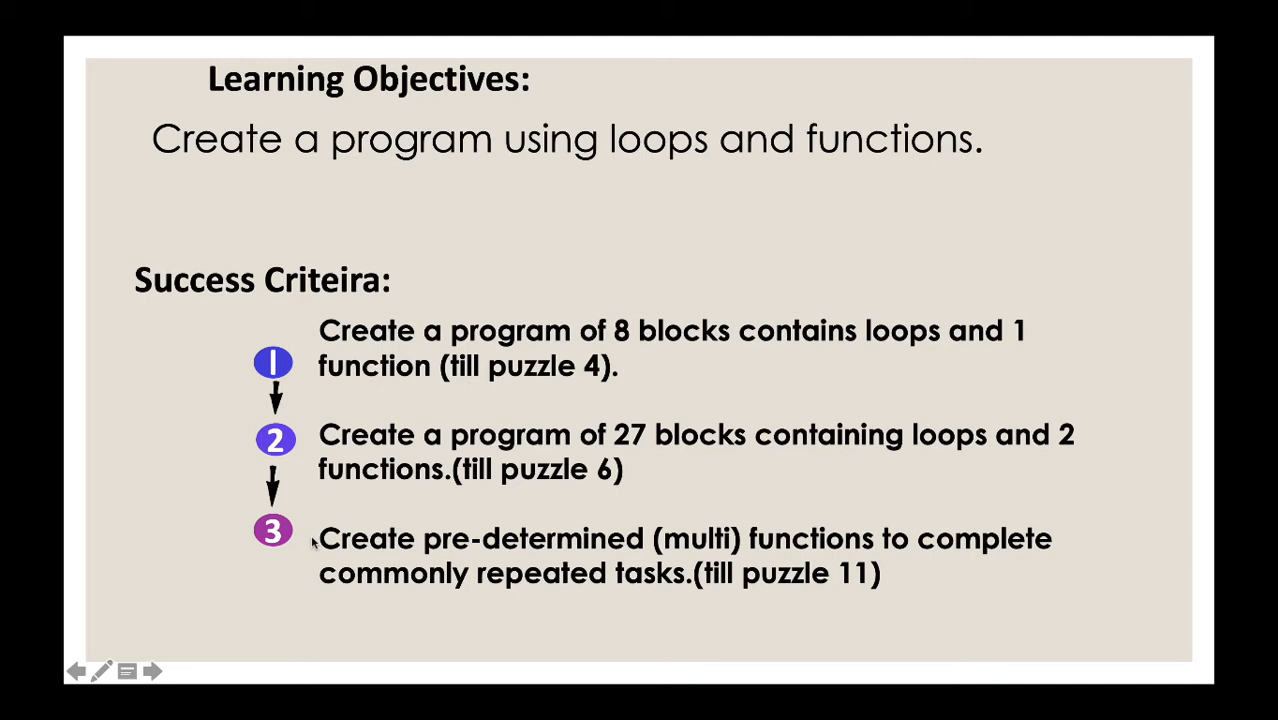 Learning Objectives:
Create a program using loops and functions.
Success Criteira:
Create a program of 8 blocks contains loops and 1
1 function (till puzzle 4).
2 Create a program of 27 blocks containing loops and 2
functions.(till puzzle 6)
3 Create pre-determined (multi) functions to complete
commonly repeated tasks.(till puzzle 11)